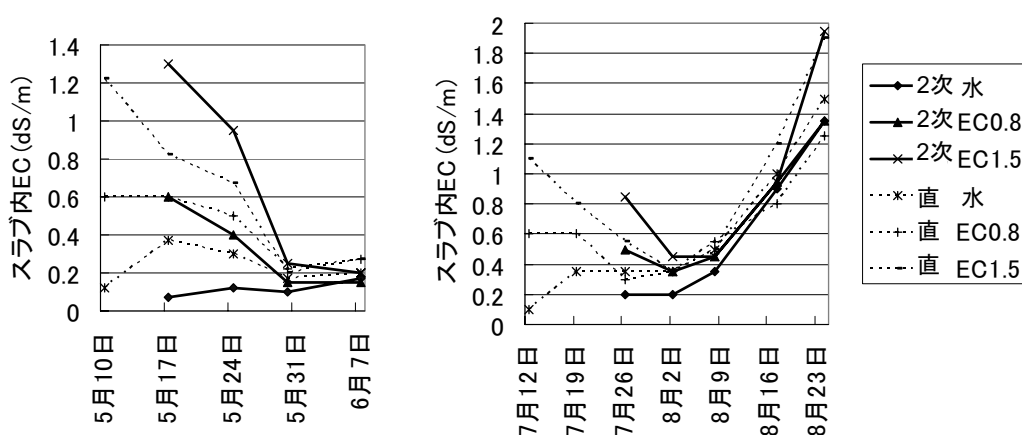 スラブ内EC(dS/m)
1.4
1.2
1
0.8
0.6
0.4
0.2
0
5月10日
5月17日
5月24日
5月31日
6月7日
スラブ内EC(dS/m)
2
1.8
1.6
1.4
1.2
1
0.8
0.6
0.4
0.2
0
7月12日
7月19日
7月26日
8月2日
8月9日
8月16日
8月23日
2次 水
2次 EC0.8
2次 EC1.5
直 水
直 EC0.8
直 EC1.5